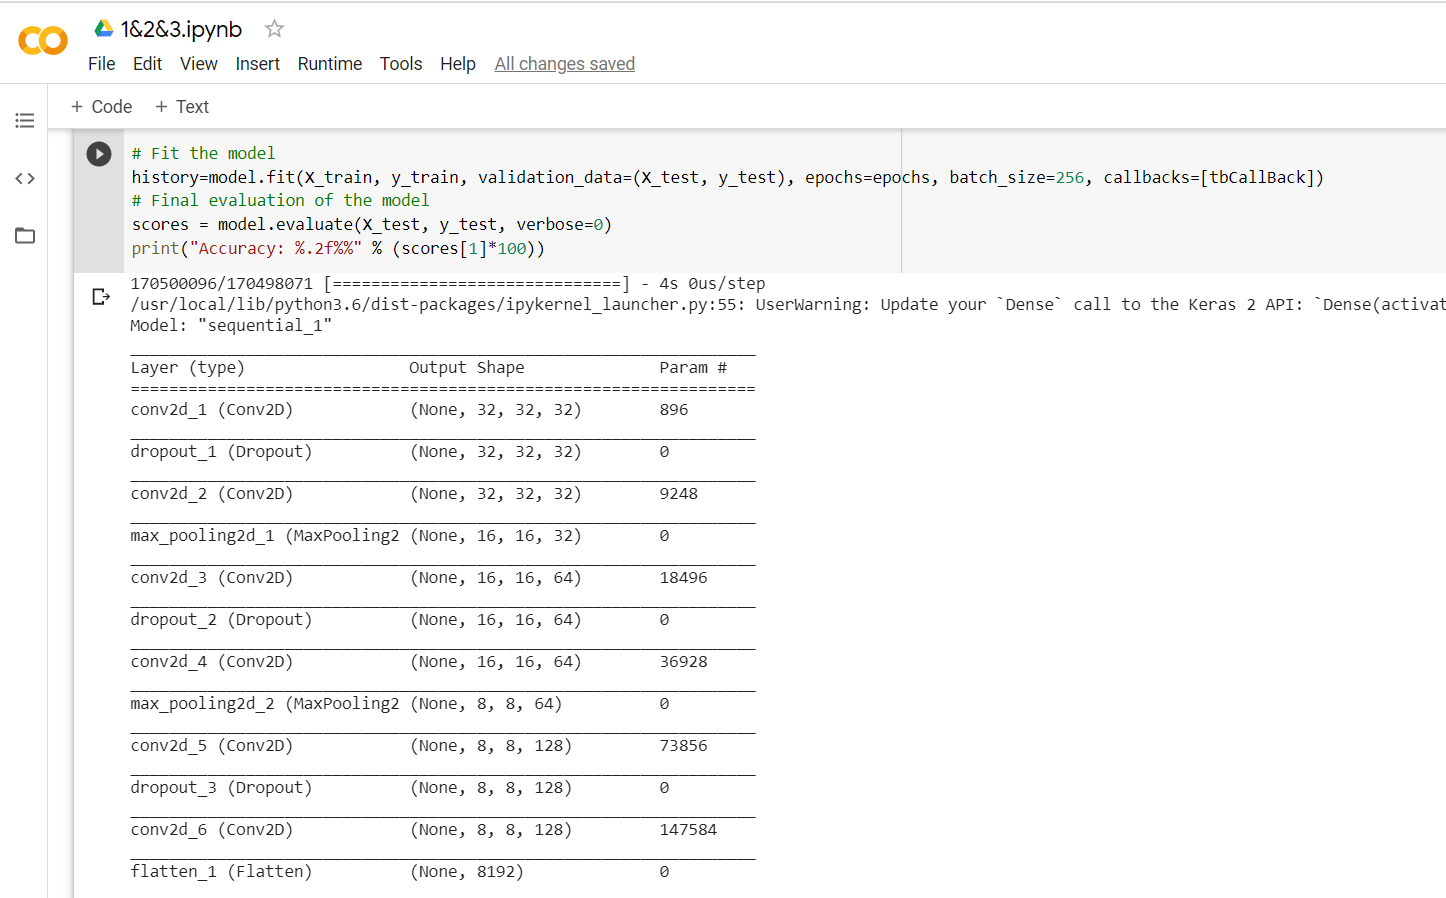 1&2&3.ipynb
File Edit View Insert Runtime Tools Help All changes saved
+ Code + Text
# Fit the model
history=model.fit(X_train, y_train, validation_data=(X_test, y_test), epochs=epochs, batch_size=256, callbacks=[tbCallBack])
# Final evaluation of the model
scores = model.evaluate(X_test, y_test, verbose=0)
print("Accuracy: %.2f%%" % (scores[1]*100))
170500096/170498071 [==============================] - 4s 0us/step
/usr/local/lib/python3.6/dist-packages/ipykernel_launcher.py:55: UserWarning: Update your `Dense` call to the Keras 2 API: `Dense(activat
Model: "sequential_1"
_________________________________________________________________
Layer (type) Output Shape Param #
=================================================================
conv2d_1 (Conv2D) (None, 32, 32, 32) 896
_________________________________________________________________
dropout_1 (Dropout) (None, 32, 32, 32) 0
_________________________________________________________________
conv2d_2 (Conv2D) (None, 32, 32, 32) 9248
_________________________________________________________________
max_pooling2d_1 (MaxPooling2 (None, 16, 16, 32) 0
_________________________________________________________________
conv2d_3 (Conv2D) (None, 16, 16, 64) 18496
_________________________________________________________________
dropout_2 (Dropout) (None, 16, 16, 64) 0
_________________________________________________________________
conv2d_4 (Conv2D) (None, 16, 16, 64) 36928
_________________________________________________________________
max_pooling2d_2 (MaxPooling2 (None, 8, 8, 64) 0
_________________________________________________________________
conv2d_5 (Conv2D) (None, 8, 8, 128) 73856
_________________________________________________________________
dropout_3 (Dropout) (None, 8, 8, 128) 0
_________________________________________________________________
conv2d_6 (Conv2D) (None, 8, 8, 128) 147584
_________________________________________________________________
flatten_1 (Flatten) (None, 8192) 0